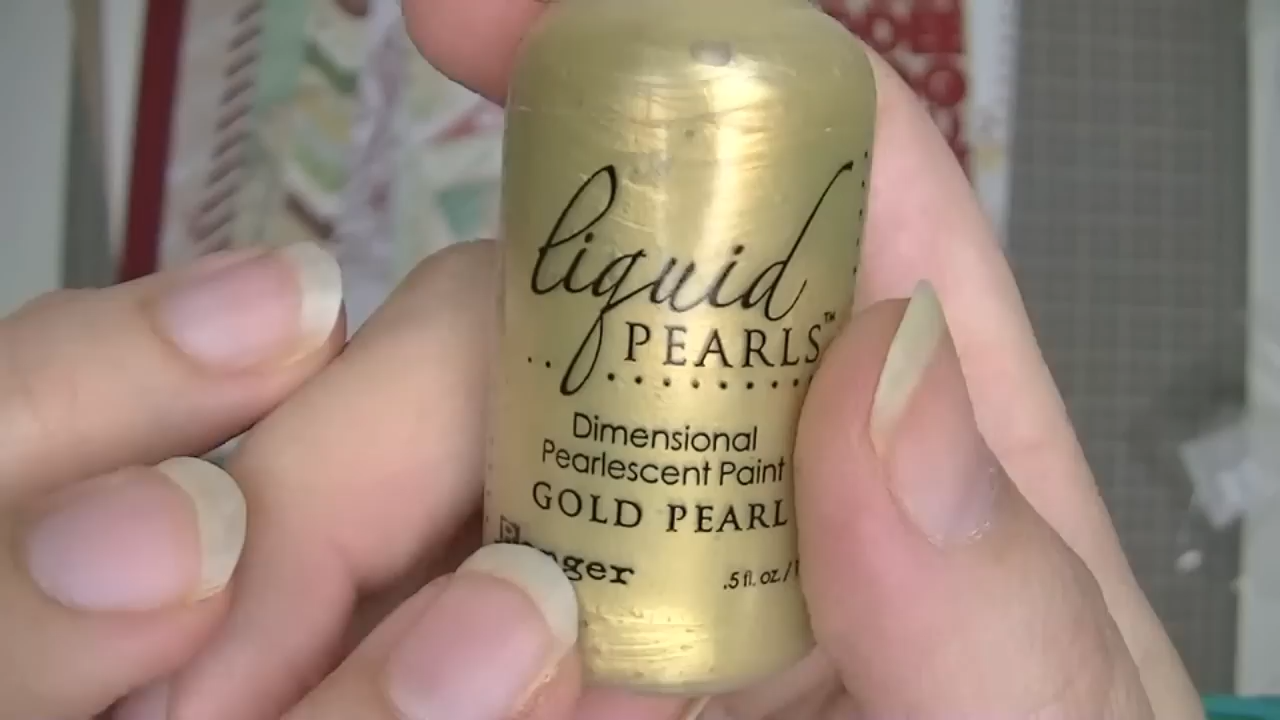 liquid
PEARLS™
Dimensional
Pearlescent Paint
GOLD PEARL
.5 fl. oz. /